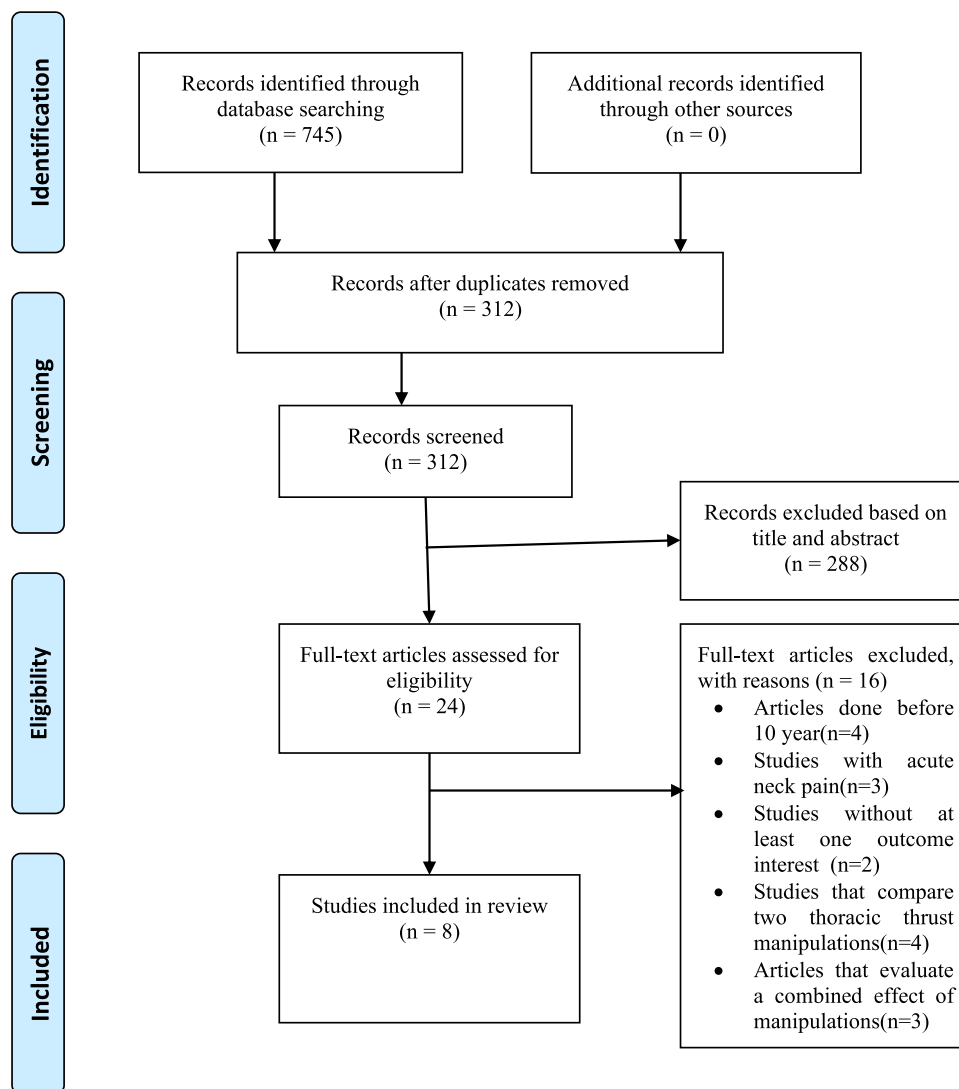 Identification
Records identified through
database searching
(n = 745)
Additional records identified
through other sources
(n = 0)
Records after duplicates removed
(n = 312)
Screening
Records screened
(n = 312)
Records excluded based on
title and abstract
(n = 288)
Eligibility
Full-text articles assessed for
eligibility
(n = 24)
Full-text articles excluded,
with reasons (n = 16)
• Articles done before
10 year(n=4)
• Studies with acute
neck pain(n=3)
• Studies without at
least one outcome
interest (n=2)
• Studies that compare
two thoracic thrust
manipulations(n=4)
• Articles that evaluate
a combined effect of
manipulations(n=3)
Included
Studies included in review
(n = 8)